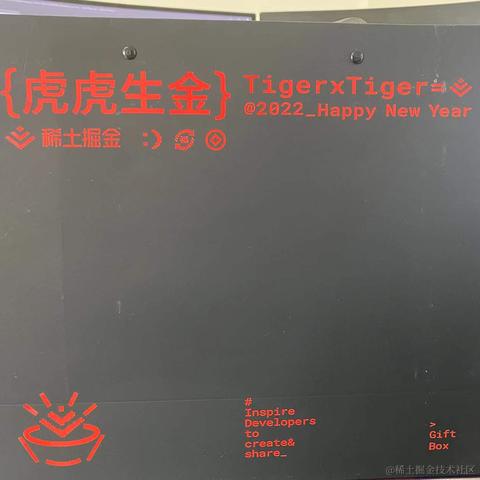 {虎虎生金}
TigerxTiger=
@2022_Happy New Year
稀土掘金 :)
#
Inspire
Developers
to
create&
share_
>
Gift
Box
@稀土掘金技术社区